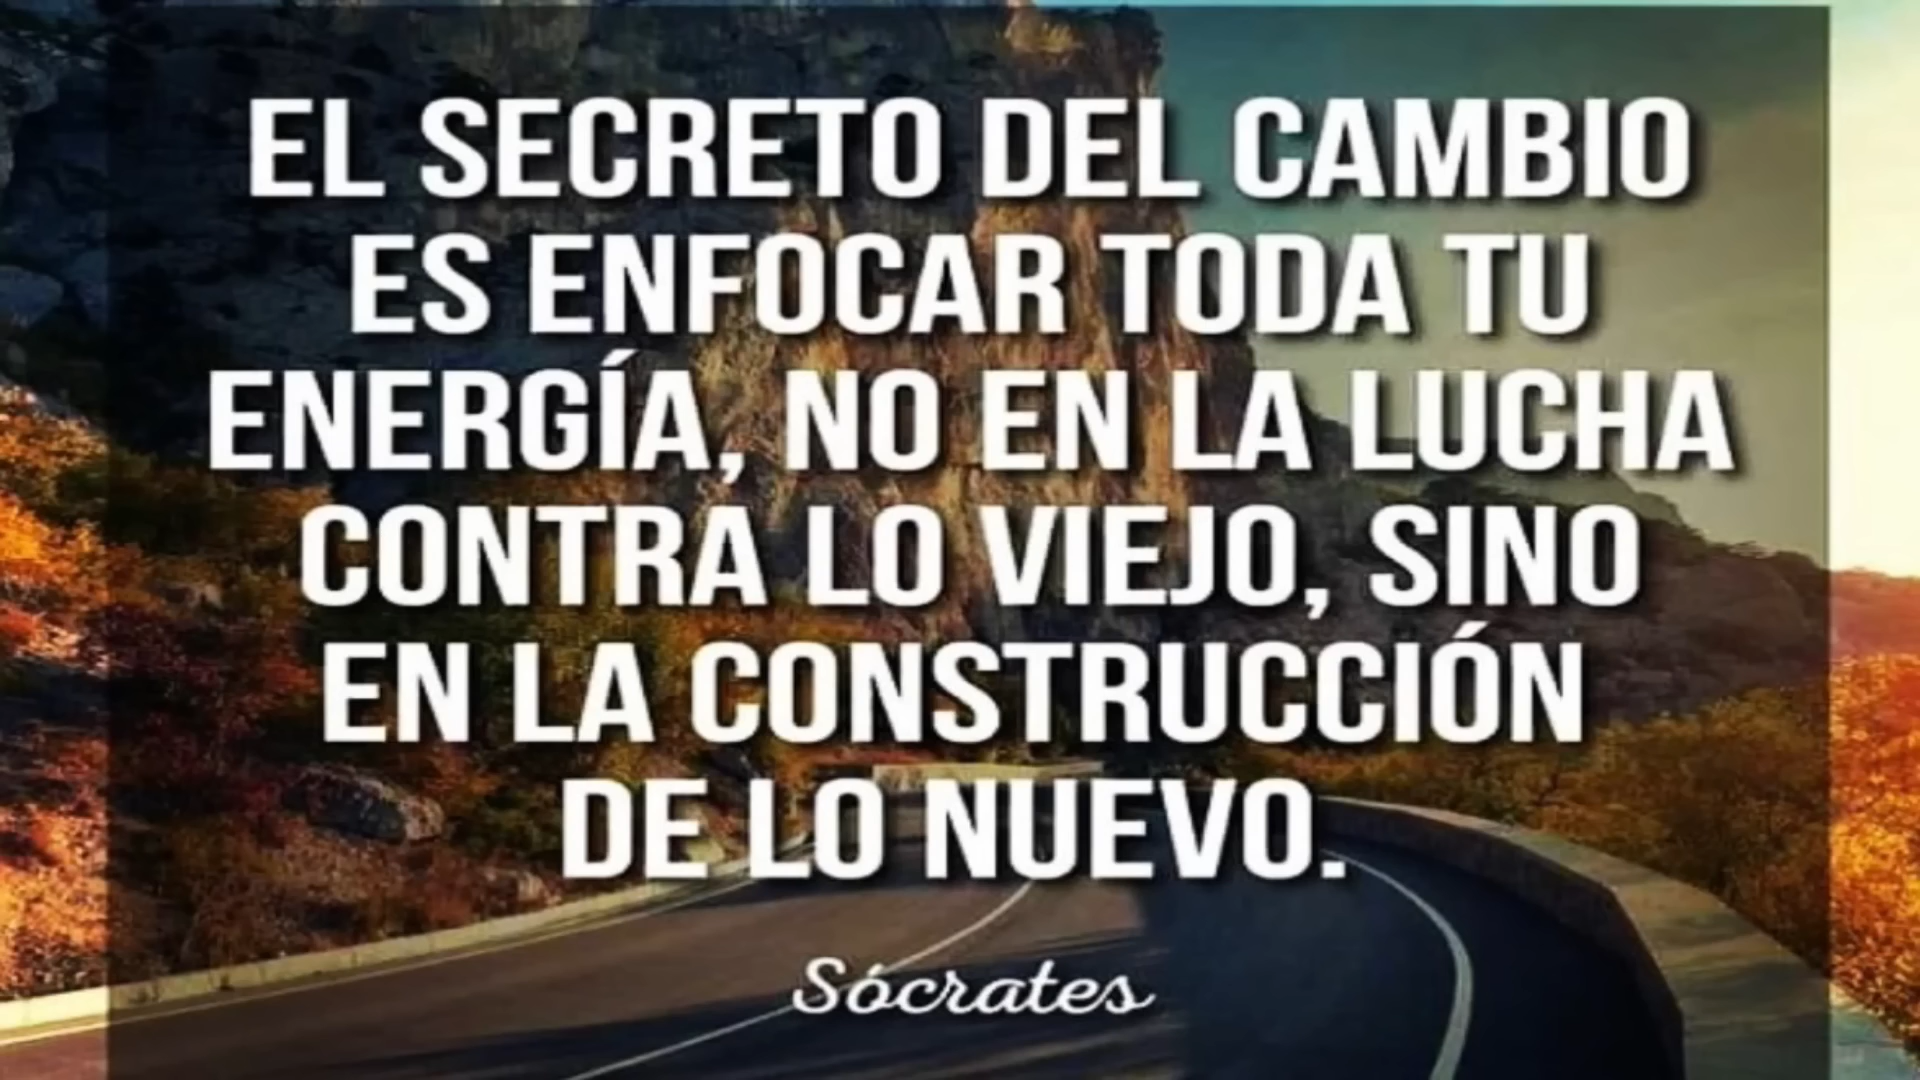 EL SECRETO DEL CAMBIO
ES ENFOCAR TODA TU
ENERGÍA, NO EN LA LUCHA
CONTRA LO VIEJO, SINO
EN LA CONSTRUCCIÓN
DE LO NUEVO.
Sócrates